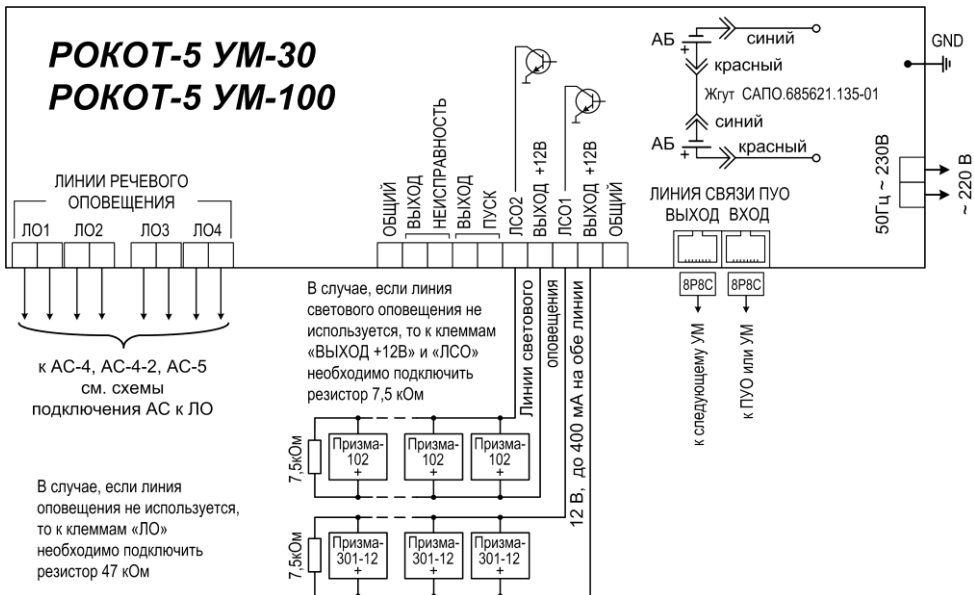 РОКОТ-5 УМ-30
РОКОТ-5 УМ-100
ЛИНИИ РЕЧЕВОГО
ОПОВЕЩЕНИЯ
ЛО1 ЛО2 ЛО3 ЛО4
к АС-4, АС-4-2, АС-5
см. схемы
подключения АС к ЛО
В случае, если линия
оповещения не используется,
то к клеммам «ЛО»
необходимо подключить
резистор 47 кОм
ОБЩИЙ
ВЫХОД
НЕИСПРАВНОСТЬ
ВЫХОД
ПУСК
ЛСО2
ВЫХОД +12В
ЛСО1
ВЫХОД +12В
ОБЩИЙ
В случае, если линия
светового оповещения не
используется, то к клеммам
«ВЫХОД +12В» и «ЛСО»
необходимо подключить
резистор 7,5 кОм
Линии светового
оповещения
12 В, до 400 мА на обе линии
7,5кОм
Призма- Призма- Призма-
102 102 102
+ + +
7,5кОм
Призма- Призма- Призма-
301-12 301-12 301-12
+ + +
АБ + синий
красный
Жгут САПО.685621.135-01
синий
АБ + красный
GND
50Гц ~ 230В
~ 220 В
ЛИНИЯ СВЯЗИ ПУО
ВЫХОД ВХОД
8P8C 8P8C
к следующему УМ
к ПУО или УМ